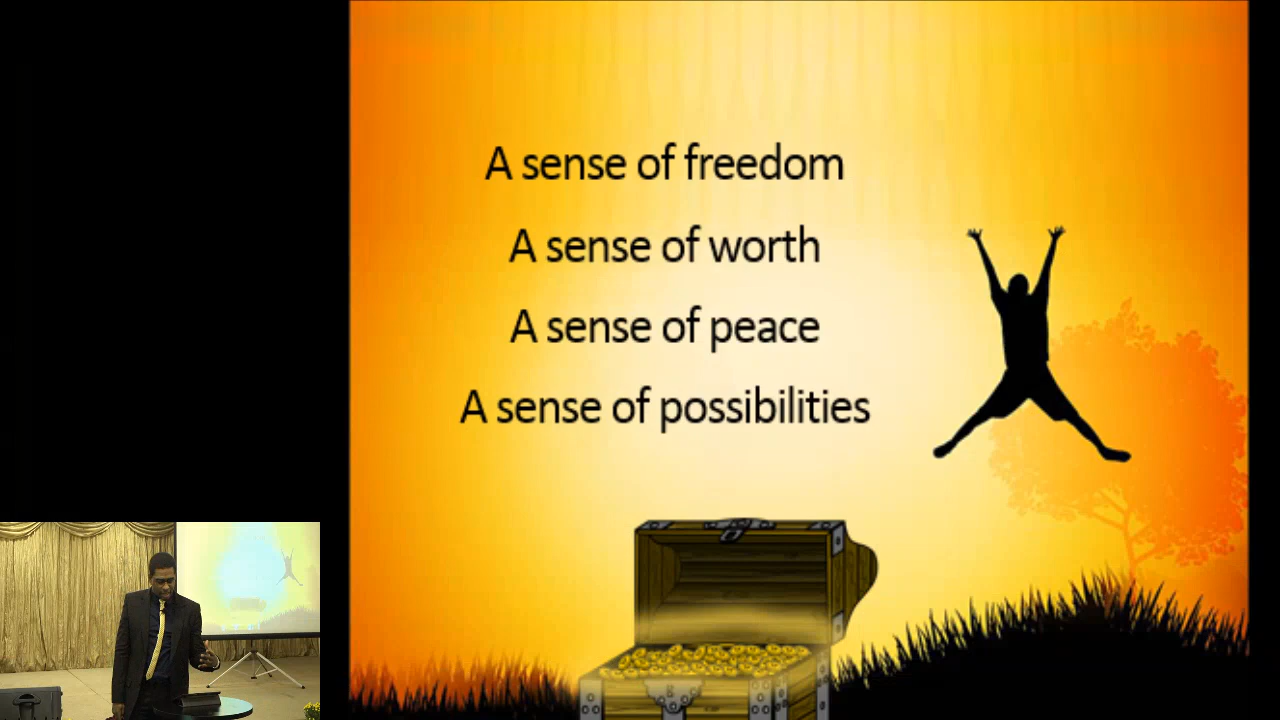 A sense of freedom
A sense of worth
A sense of peace
A sense of possibilities